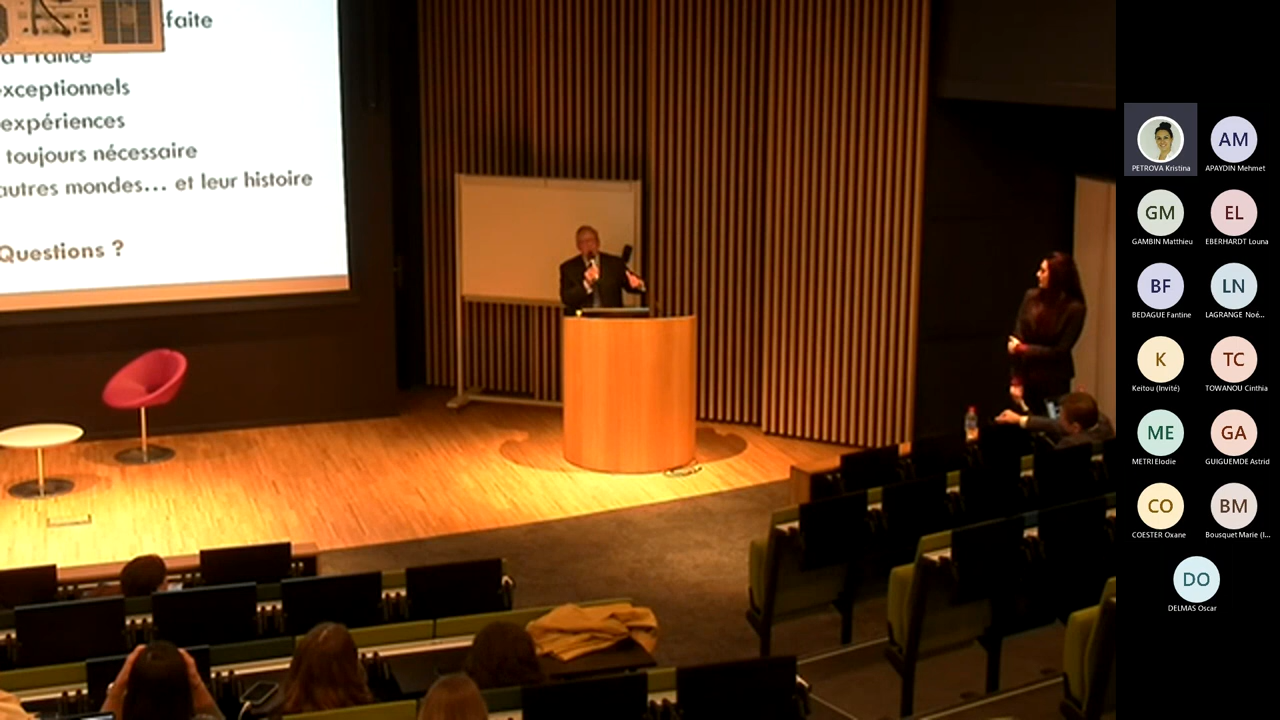 faite
a France
exceptionnels
expériences
toujours nécessaire
autres mondes... et leur histoire
Questions ?
PETROVA Kristina
AM
APAYDIN Mehmet
GM
GAMBIN Matthieu
EL
EBERHARDT Louna
BF
BEDAGUE Fantine
LN
LAGRANGE Noé...
K
Keitou (Invité)
TC
TOWANOU Cinthia
ME
METRI Elodie
GA
GUIGUEMDE Astrid
CO
COESTER Oxane
BM
Bousquet Marie (I...
DO
DELMAS Oscar